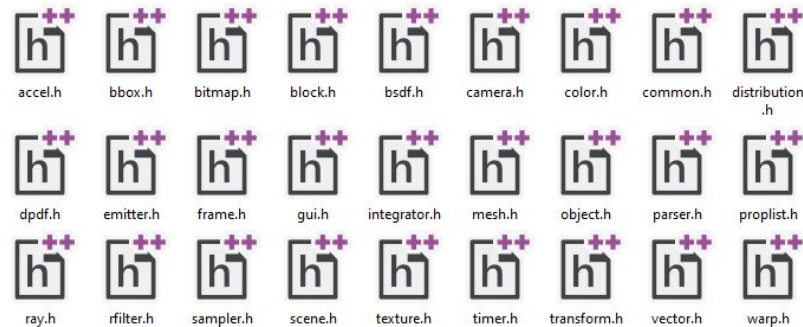 accel.h bbox.h bitmap.h block.h bsdf.h camera.h color.h common.h distribution
.h
dpdf.h emitter.h frame.h gui.h integrator.h mesh.h object.h parser.h proplist.h
ray.h rfilter.h sampler.h scene.h texture.h timer.h transform.h vector.h warp.h